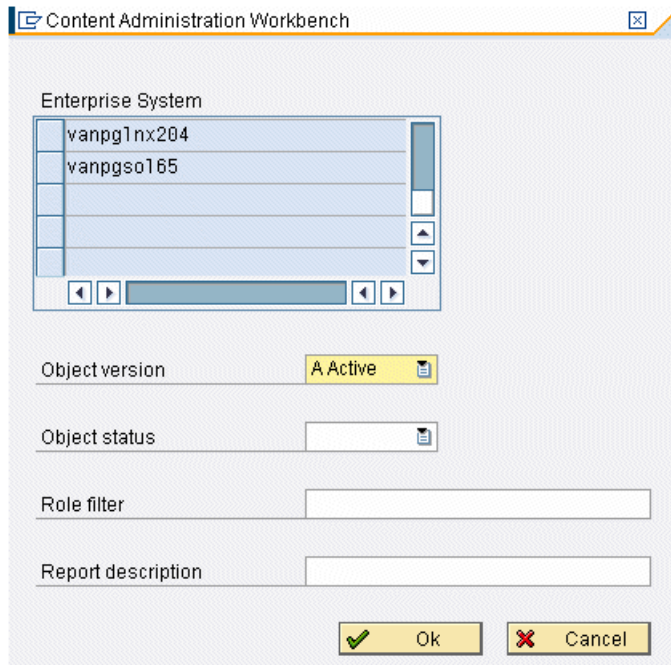 Content Administration Workbench
Enterprise System
vanpglnx204
vanpgsol65
Object version
A Active
Object status
Role filter
Report description
Ok
Cancel